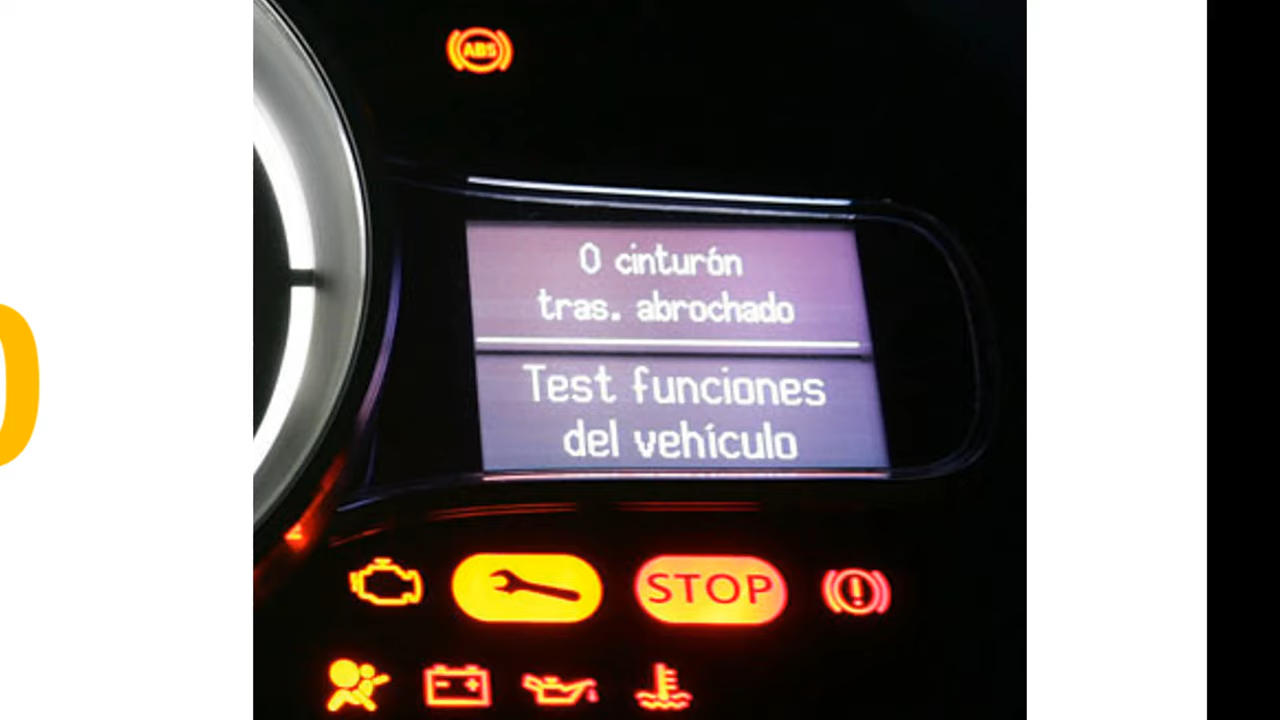 ABS
0 cinturón
tras. abrochado
Test funciones
del vehículo
STOP